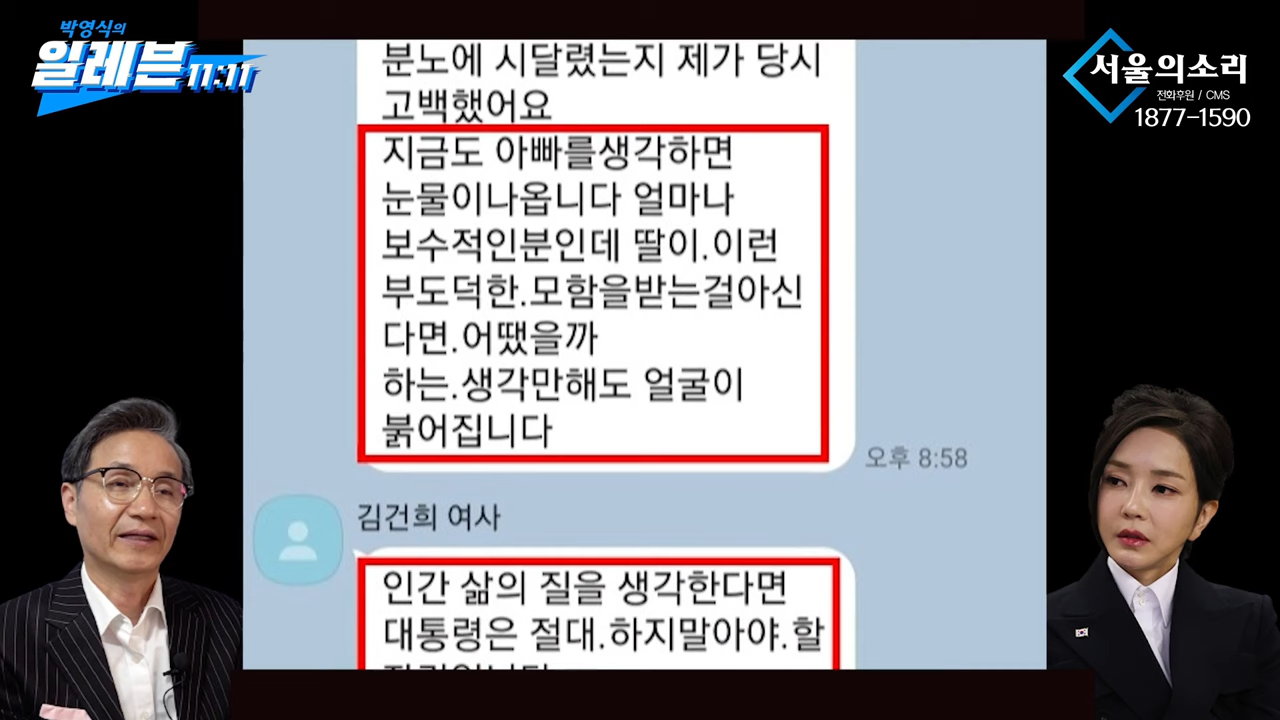 박영식의
일레븐 11:11
서울의소리
전화후원 / CMS
1877-1590
분노에 시달렸는지 제가 당시
고백했어요
지금도 아빠를생각하면
눈물이나옵니다 얼마나
보수적인분인데 딸이.이런
부도덕한.모함을받는걸아신
다면.어땠을까
하는.생각만해도 얼굴이
붉어집니다
오후 8:58
김건희 여사
인간 삶의 질을 생각한다면
대통령은 절대.하지말아야.할